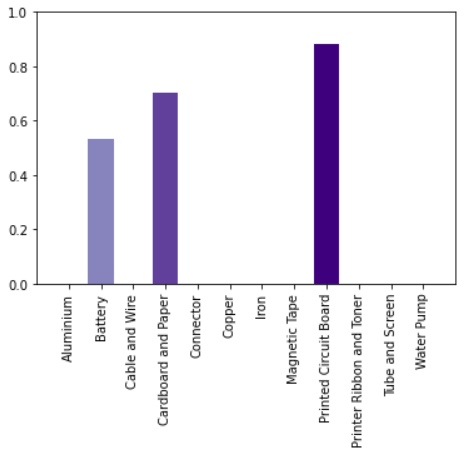 1.0
0.8
0.6
0.4
0.2
0.0
Aluminium
Battery
Cable and Wire
Cardboard and Paper
Connector
Copper
Iron
Magnetic Tape
Printed Circuit Board
Printer Ribbon and Toner
Tube and Screen
Water Pump